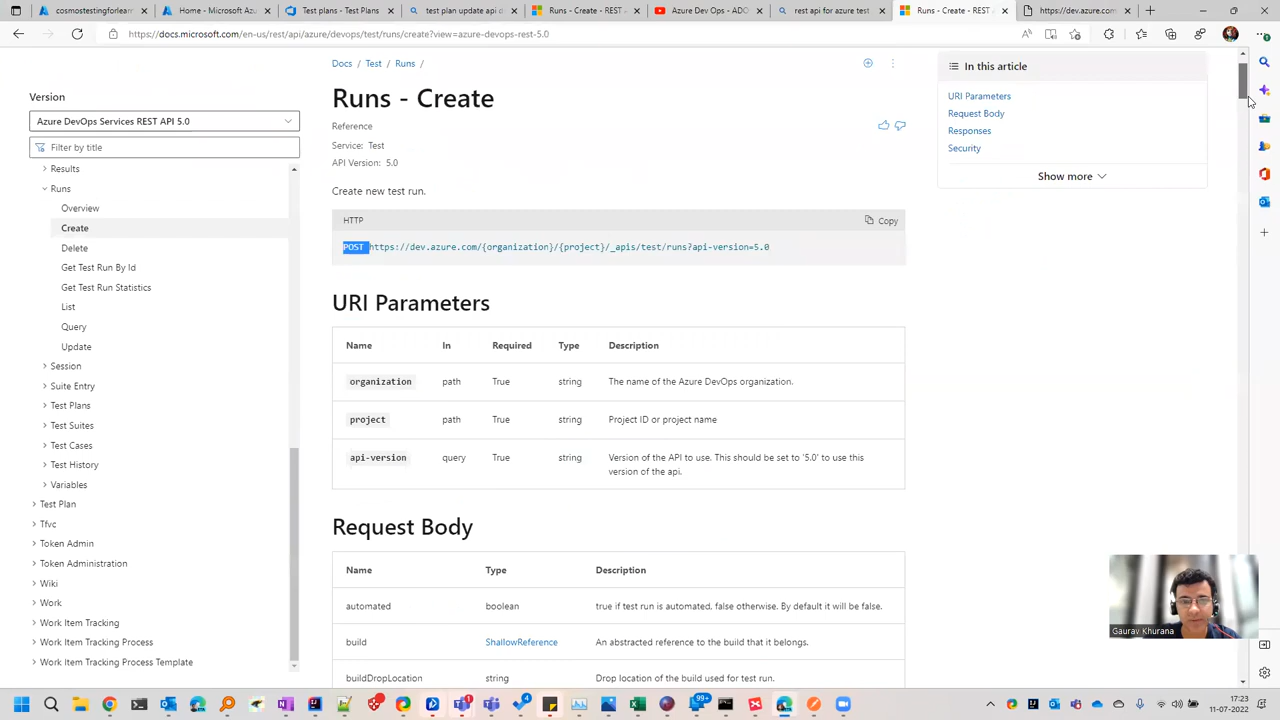 cosmostestingforever (A
Home - Microsoft Azu
Test plans - Test Plans
test plan update api d
Runs - Create - REST
Azure Dev Ops - ADO
rest api for azure test
Runs - Create - REST A
https://dev.azure.com/
https://docs.microsoft.com/en-us/rest/api/azure/devops/test/runs/create?view=azure-devops-rest-5.0
Version
Azure DevOps Services REST API 5.0
Filter by title
Results
Runs
Overview
Create
Delete
Get Test Run By Id
Get Test Run Statistics
List
Query
Update
Session
Suite Entry
Test Plans
Test Suites
Test Cases
Test History
Variables
Test Plan
Tfvc
Token Admin
Token Administration
Wiki
Work
Work Item Tracking
Work Item Tracking Process
Work Item Tracking Process Template
Docs / Test / Runs /
Runs - Create
Reference
Service: Test
API Version: 5.0
Create new test run.
HTTP
Copy
POST https://dev.azure.com/{organization}/{project}/_apis/test/runs?api-version=5.0
URI Parameters
Name In Required Type Description
organization path True string The name of the Azure DevOps organization.
project path True string Project ID or project name
api-version query True string Version of the API to use. This should be set to '5.0' to use this
version of the api.
Request Body
Name Type Description
automated boolean true if test run is automated, false otherwise. By default it will be false.
build ShallowReference An abstracted reference to the build that it belongs.
buildDropLocation string Drop location of the build used for test run.
In this article
URI Parameters
Request Body
Responses
Security
Show more
Gaurav Khurana
1
4
99+
17:23
11-07-2022